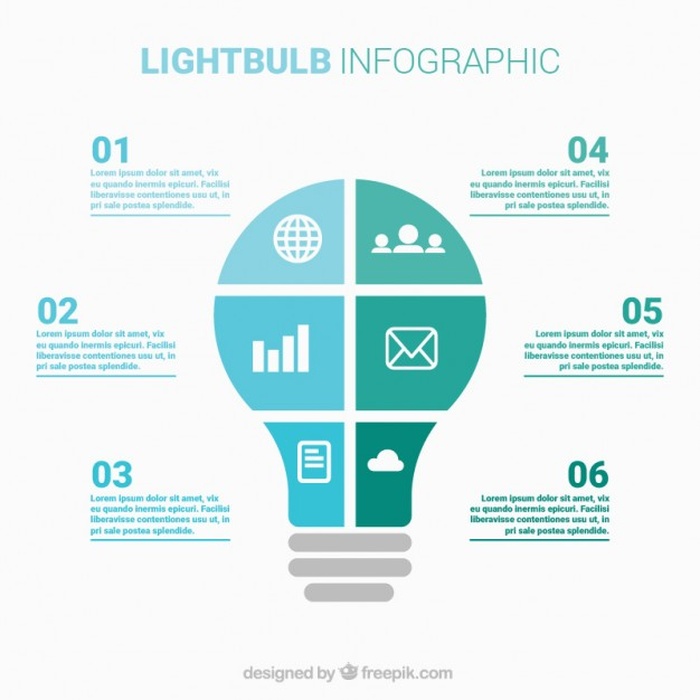 LIGHTBULB INFOGRAPHIC
01
Lorem ipsum dolor sit amet, vix
eu quando inermis epicuri. Facilisi
liberavisse contentiones usu ut, in
pri sale postea splendide.
02
Lorem ipsum dolor sit amet, vix
eu quando inermis epicuri. Facilisi
liberavisse contentiones usu ut, in
pri sale postea splendide.
03
Lorem ipsum dolor sit amet, vix
eu quando inermis epicuri. Facilisi
liberavisse contentiones usu ut, in
pri sale postea splendide.
04
Lorem ipsum dolor sit amet, vix
eu quando inermis epicuri. Facilisi
liberavisse contentiones usu ut, in
pri sale postea splendide.
05
Lorem ipsum dolor sit amet, vix
eu quando inermis epicuri. Facilisi
liberavisse contentiones usu ut, in
pri sale postea splendide.
06
Lorem ipsum dolor sit amet, vix
eu quando inermis epicuri. Facilisi
liberavisse contentiones usu ut, in
pri sale postea splendide.
designed by freepik.com